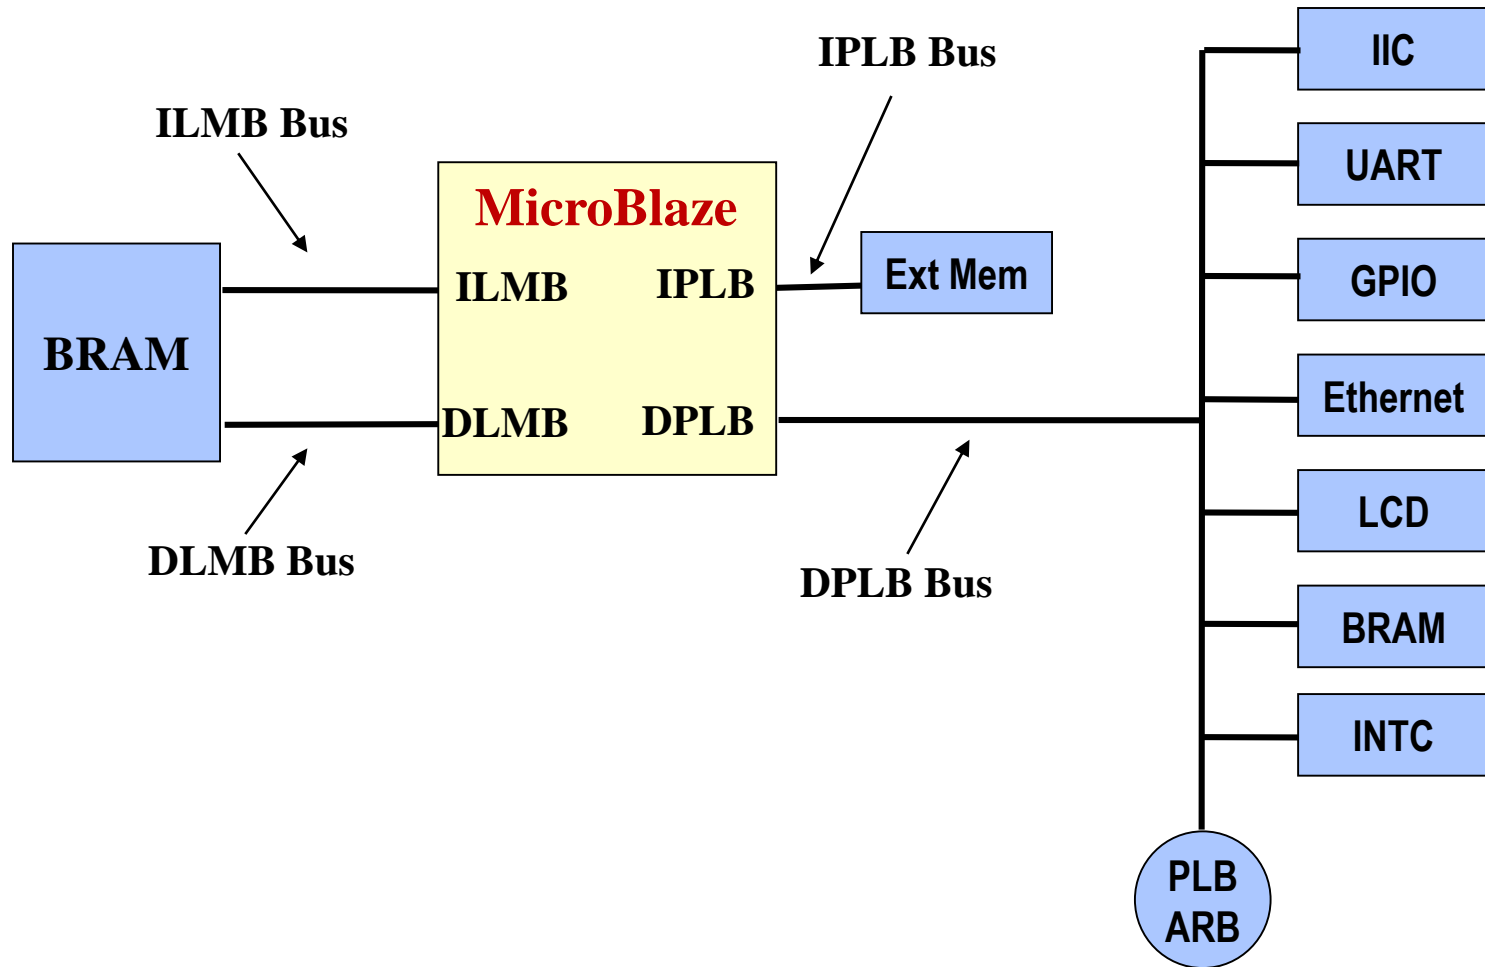 IPLB Bus
IIC
ILMB Bus
UART
MicroBlaze
ILMB
IPLB
Ext Mem
GPIO
BRAM
DLMB
DPLB
Ethernet
LCD
DLMB Bus
DPLB Bus
BRAM
INTC
PLB
ARB